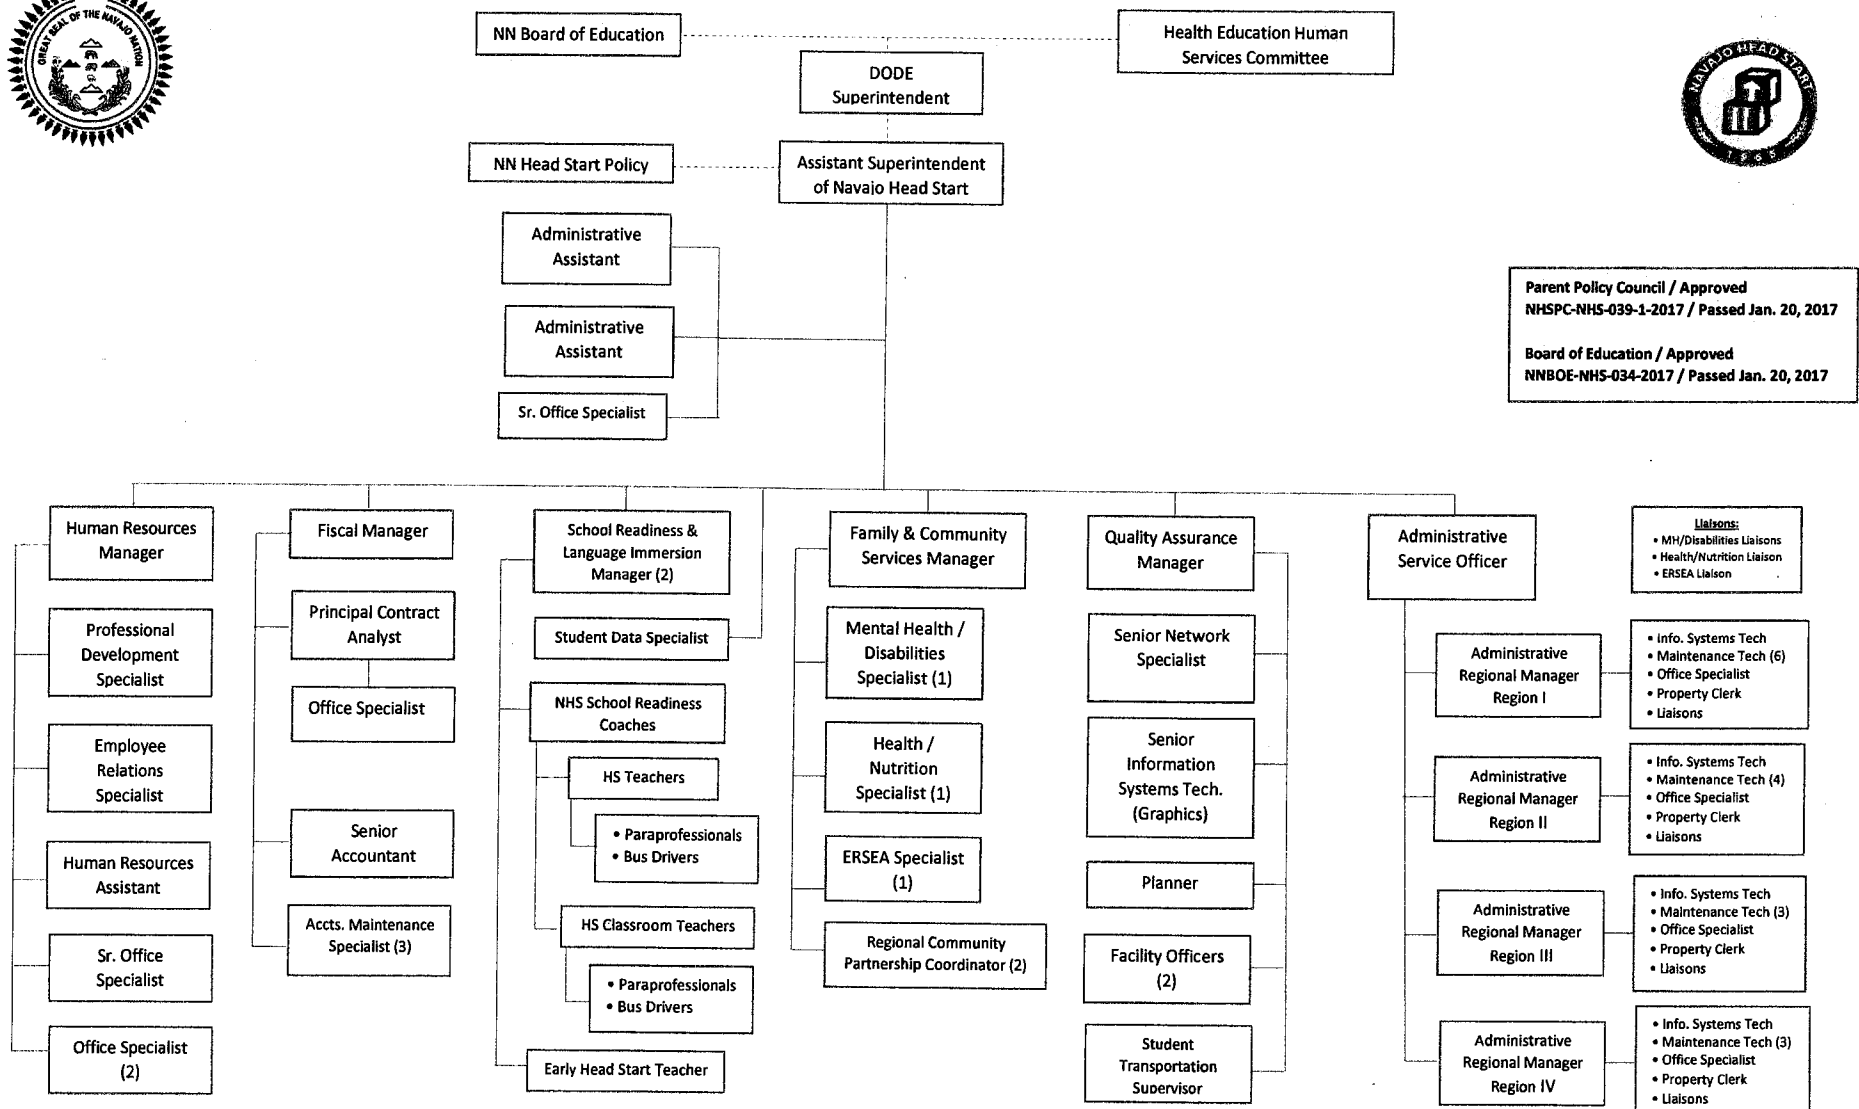 GREAT SEAL OF THE NAVAJO NATION
NN Board of Education
Health Education Human
Services Committee
DODE
Superintendent
NAVAJO HEAD START
1965
NN Head Start Policy
Assistant Superintendent
of Navajo Head Start
Administrative
Assistant
Administrative
Assistant
Sr. Office Specialist
Parent Policy Council / Approved
NHSPC-NHS-039-1-2017 / Passed Jan. 20, 2017
Board of Education / Approved
NNBOE-NHS-034-2017 / Passed Jan. 20, 2017
Human Resources
Manager
Professional
Development
Specialist
Employee
Relations
Specialist
Human Resources
Assistant
Sr. Office
Specialist
Office Specialist
(2)
Fiscal Manager
Principal Contract
Analyst
Office Specialist
Senior
Accountant
Accts. Maintenance
Specialist (3)
School Readiness &
Language Immersion
Manager (2)
Student Data Specialist
NHS School Readiness
Coaches
HS Teachers
• Paraprofessionals
• Bus Drivers
HS Classroom Teachers
• Paraprofessionals
• Bus Drivers
Early Head Start Teacher
Family & Community
Services Manager
Mental Health /
Disabilities
Specialist (1)
Health /
Nutrition
Specialist (1)
ERSEA Specialist
(1)
Regional Community
Partnership Coordinator (2)
Quality Assurance
Manager
Senior Network
Specialist
Senior
Information
Systems Tech.
(Graphics)
Planner
Facility Officers
(2)
Student
Transportation
Supervisor
Administrative
Service Officer
Administrative
Regional Manager
Region I
Administrative
Regional Manager
Region II
Administrative
Regional Manager
Region III
Administrative
Regional Manager
Region IV
Liaisons:
• MH/Disabilities Liaisons
• Health/Nutrition Liaison
• ERSEA Liaison
• Info. Systems Tech
• Maintenance Tech (6)
• Office Specialist
• Property Clerk
• Liaisons
• Info. Systems Tech
• Maintenance Tech (4)
• Office Specialist
• Property Clerk
• Liaisons
• Info. Systems Tech
• Maintenance Tech (3)
• Office Specialist
• Property Clerk
• Liaisons
• Info. Systems Tech
• Maintenance Tech (3)
• Office Specialist
• Property Clerk
• Liaisons